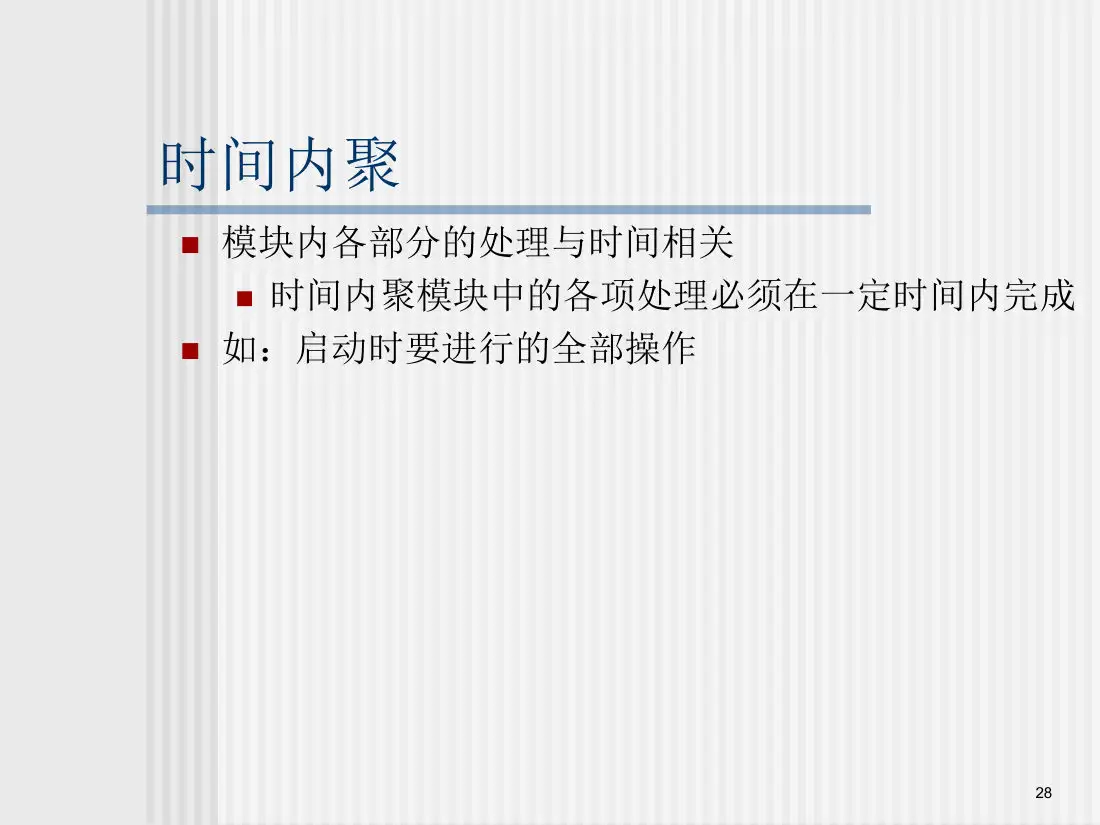 时间内聚
模块内各部分的处理与时间相关
时间内聚模块中的各项处理必须在一定时间内完成
如：启动时要进行的全部操作
28